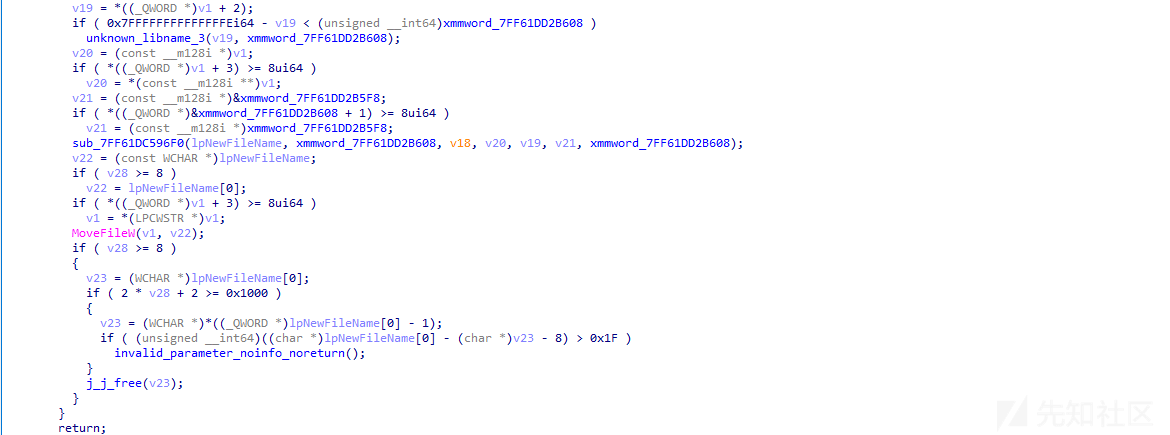 v19 = *((_QWORD *)v1 + 2);
if ( 0x7FFFFFFFFFFFFFFEi64 - v19 < (unsigned __int64)xmmword_7FF61DD2B608 )
unknown_libname_3(v19, xmmword_7FF61DD2B608);
v20 = (const __m128i *)v1;
if ( *((_QWORD *)v1 + 3) >= 8ui64 )
v20 = *(const __m128i **)v1;
v21 = (const __m128i *)&xmmword_7FF61DD2B5F8;
if ( *((_QWORD *)&xmmword_7FF61DD2B608 + 1) >= 8ui64 )
v21 = (const __m128i *)xmmword_7FF61DD2B5F8;
sub_7FF61DC596F0(lpNewFileName, xmmword_7FF61DD2B608, v18, v20, v19, v21, xmmword_7FF61DD2B608);
v22 = (const WCHAR *)lpNewFileName;
if ( v28 >= 8 )
v22 = lpNewFileName[0];
if ( *((_QWORD *)v1 + 3) >= 8ui64 )
v1 = *(LPCWSTR *)v1;
MoveFileW(v1, v22);
if ( v28 >= 8 )
{
v23 = (WCHAR *)lpNewFileName[0];
if ( 2 * v28 + 2 >= 0x1000 )
{
v23 = (WCHAR *)*((_QWORD *)lpNewFileName[0] - 1);
if ( (unsigned __int64)((char *)lpNewFileName[0] - (char *)v23 - 8) > 0x1F )
invalid_parameter_noinfo_noreturn();
}
j_j_free(v23);
}
}
return;
先知社区